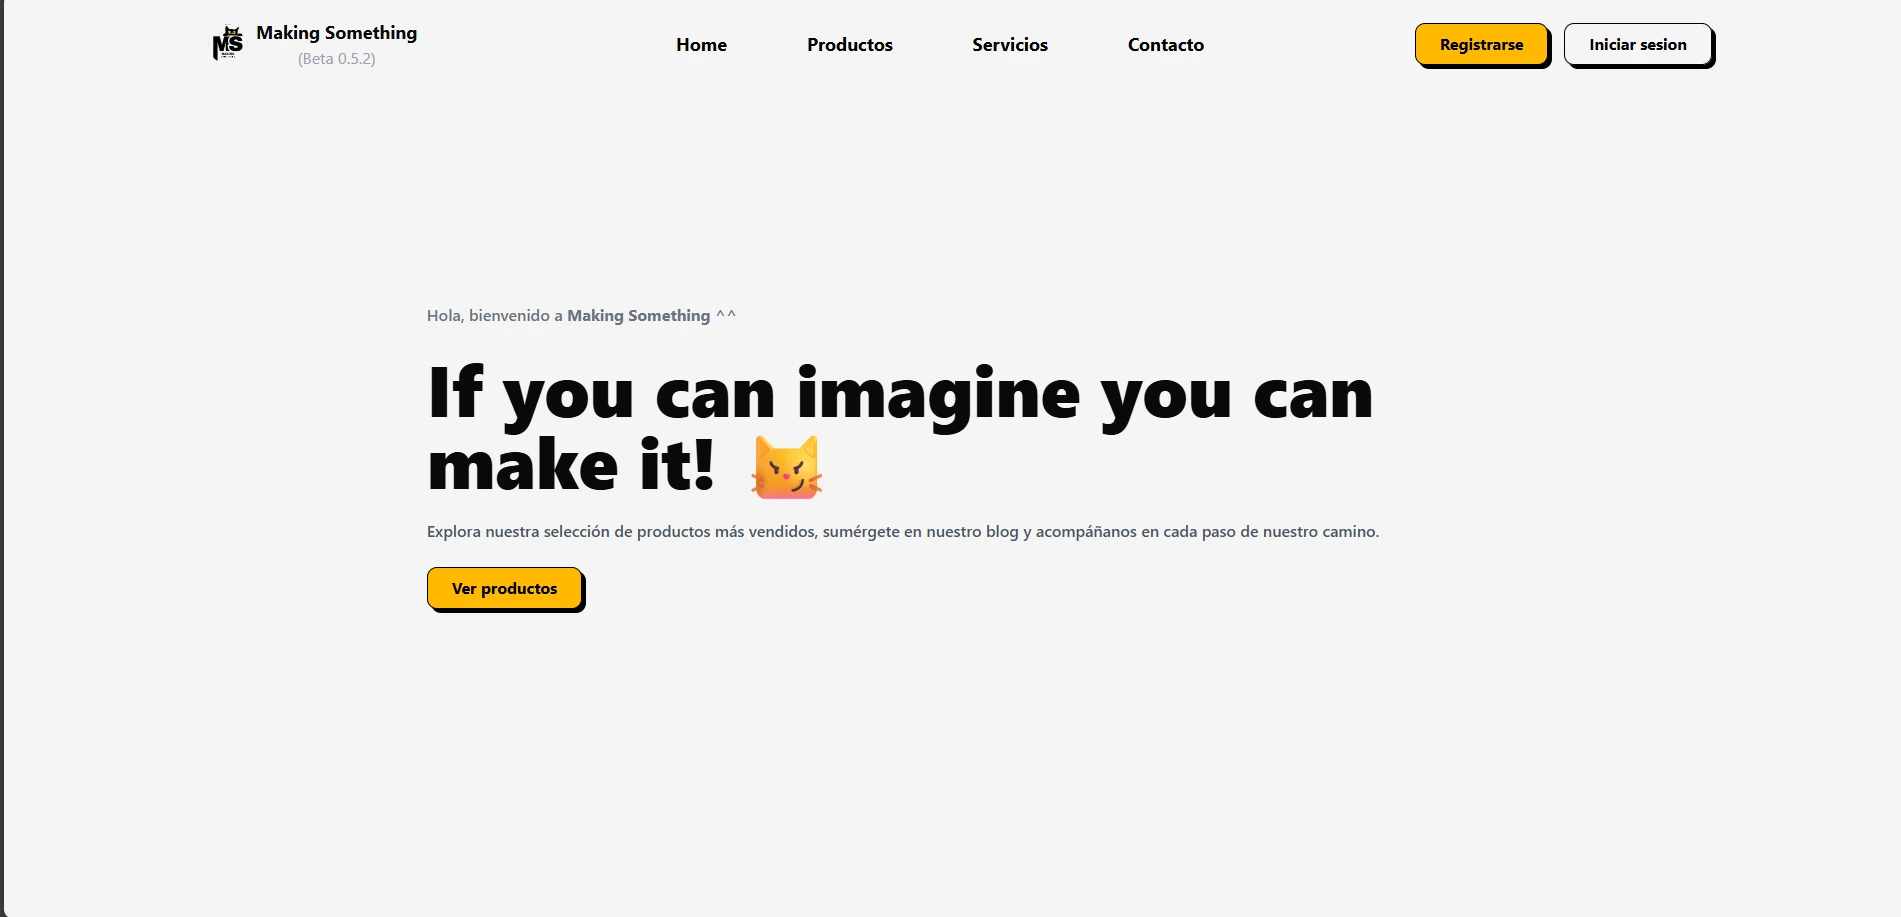 MS
Making Something
(Beta 0.5.2)
Home
Productos
Servicios
Contacto
Registrarse
Iniciar sesion
Hola, bienvenido a Making Something ^^
If you can imagine you can
make it!
Explora nuestra selección de productos más vendidos, sumérgete en nuestro blog y acompáñanos en cada paso de nuestro camino.
Ver productos